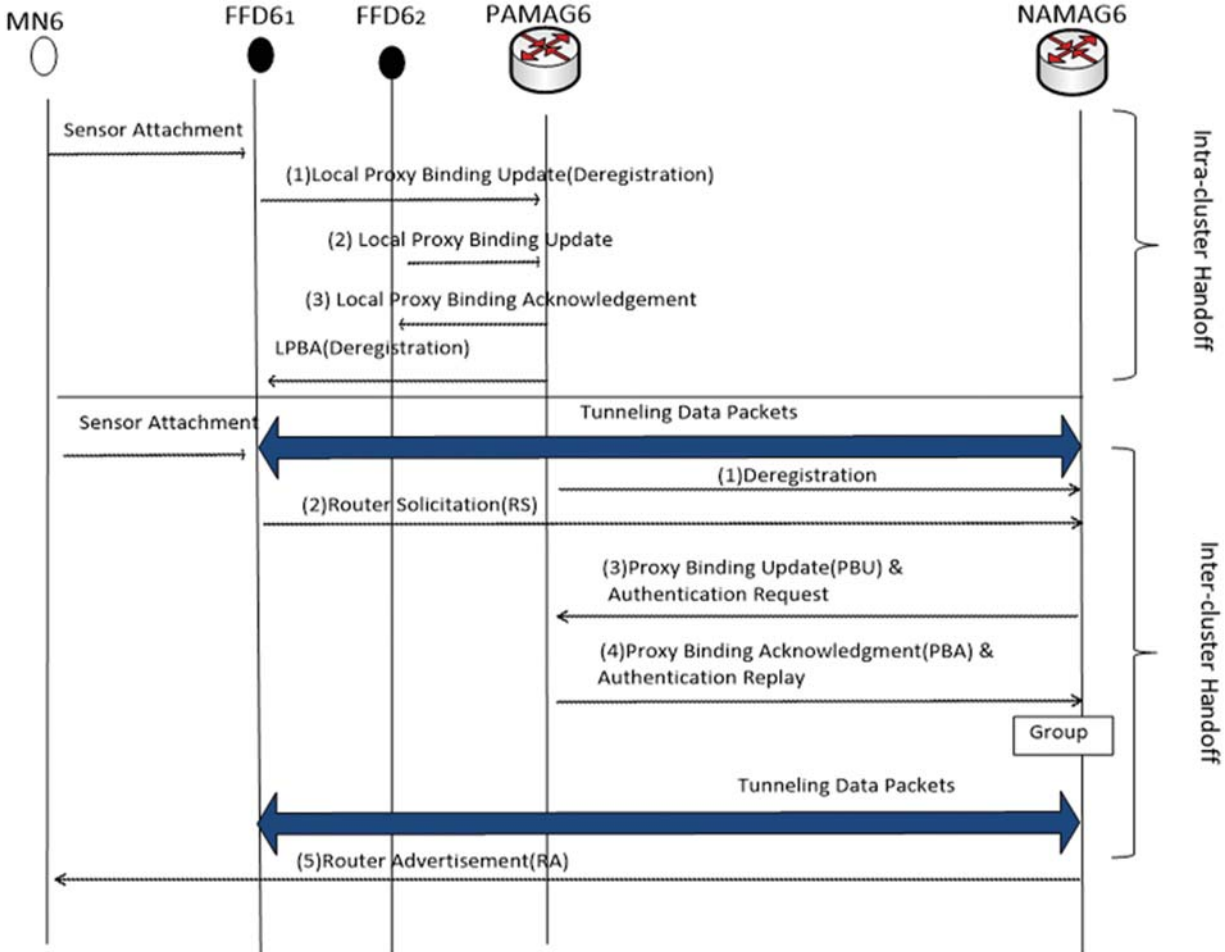 MN6
FFD61
FFD62
PAMAG6
NAMAG6
Sensor Attachment
(1)Local Proxy Binding Update(Deregistration)
(2) Local Proxy Binding Update
(3) Local Proxy Binding Acknowledgement
LPBA(Deregistration)
Intra-cluster Handoff
Sensor Attachment
Tunneling Data Packets
(1)Deregistration
(2)Router Solicitation(RS)
(3)Proxy Binding Update(PBU) &
Authentication Request
(4)Proxy Binding Acknowledgment(PBA) &
Authentication Replay
Group
Inter-cluster Handoff
Tunneling Data Packets
(5)Router Advertisement(RA)